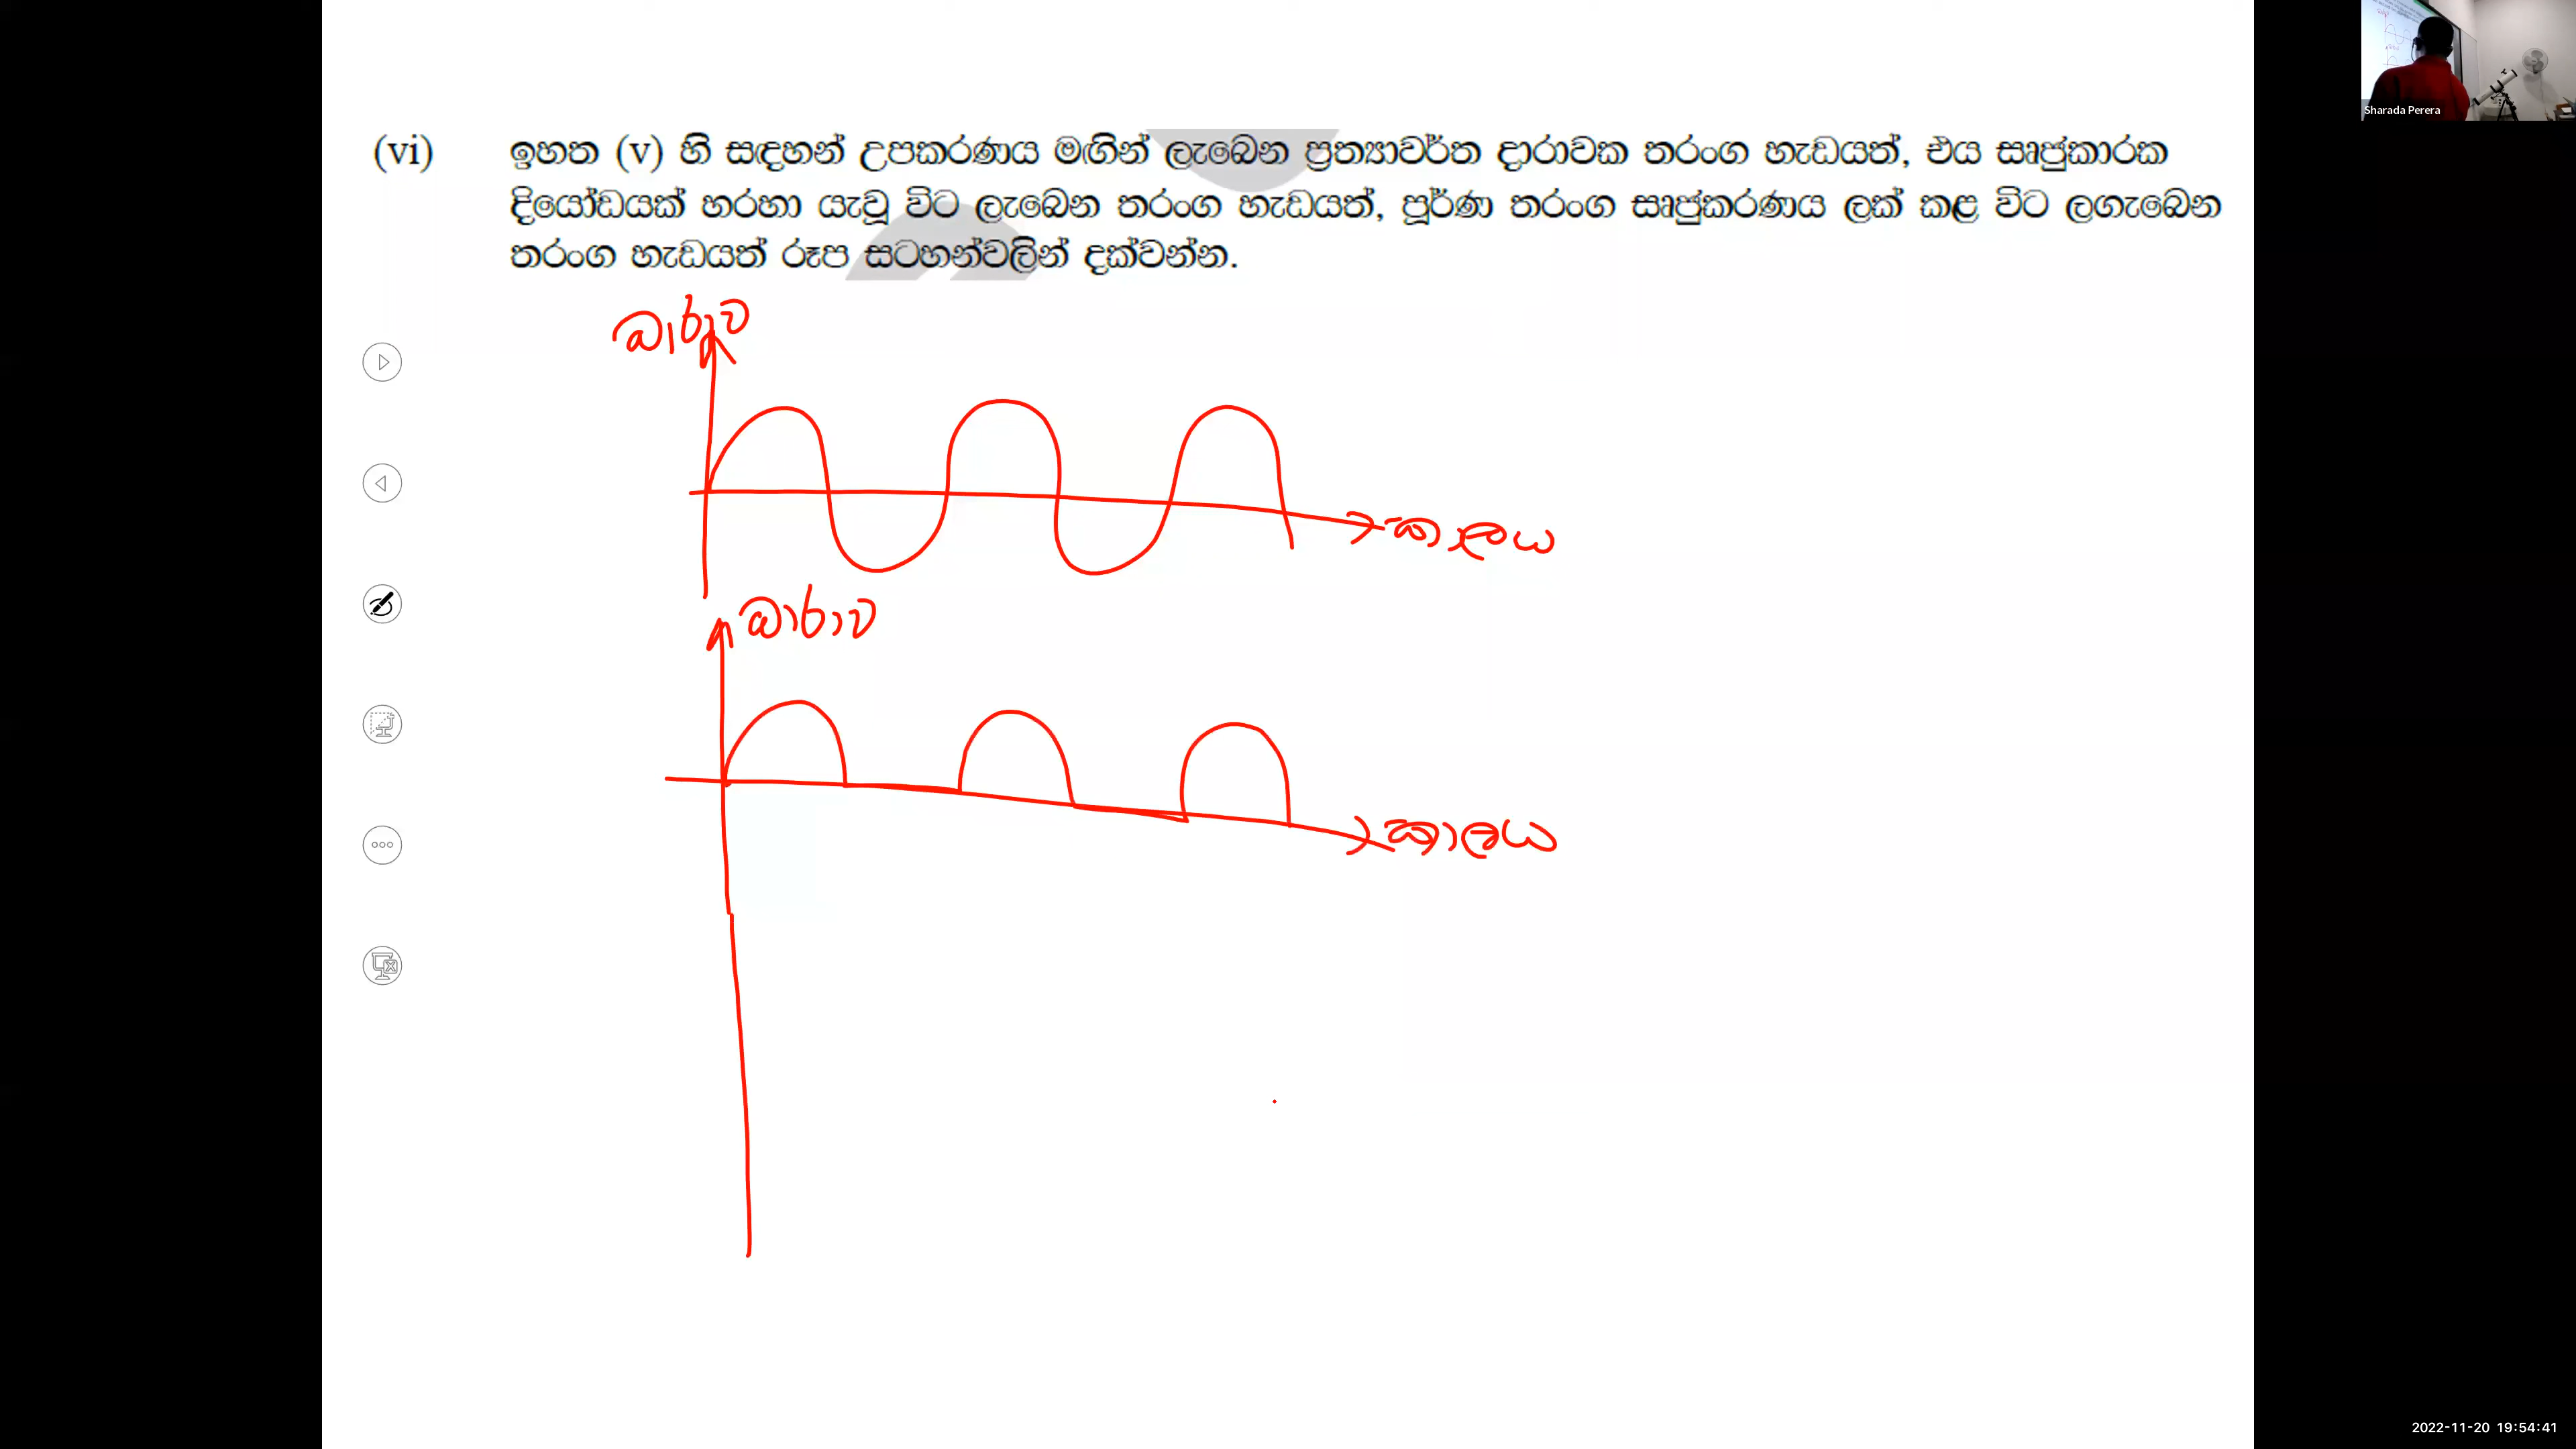 Sharada Perera
(vi) ඉහත (v) හි සඳහන් උපකරණය මඟින් ලැබෙන ප්‍රත්‍යාවර්ත දාරාවක තරංග හැඩයත්, එය සෘජුකාරක
දියෝඩයක් හරහා යැවූ විට ලැබෙන තරංග හැඩයත්, පූර්ණ තරංග සෘජුකරණය ලක් කළ විට ලගැබෙන
තරංග හැඩයත් රූප සටහන්වලින් දක්වන්න.
ධාරාව
කාලය
ධාරාව
කාලය
2022-11-20 19:54:41